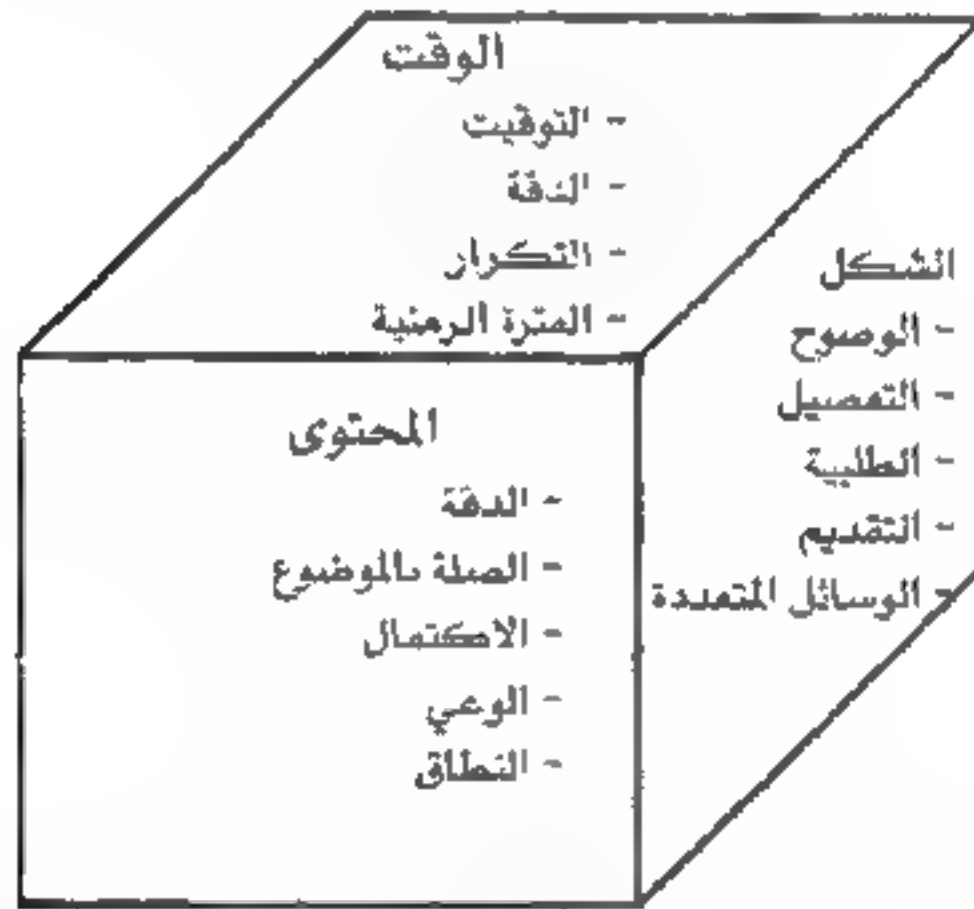 الوقت
- التوقيت
- الدقة
- التكرار
- الفترة الزمنية
الشكل
- الوضوح
- التفصيل
- الطلبية
- التقديم
- الوسائل المتعددة
المحتوى
- الدقة
- الصلة بالموضوع
- الاكتمال
- الوعي
- النطاق